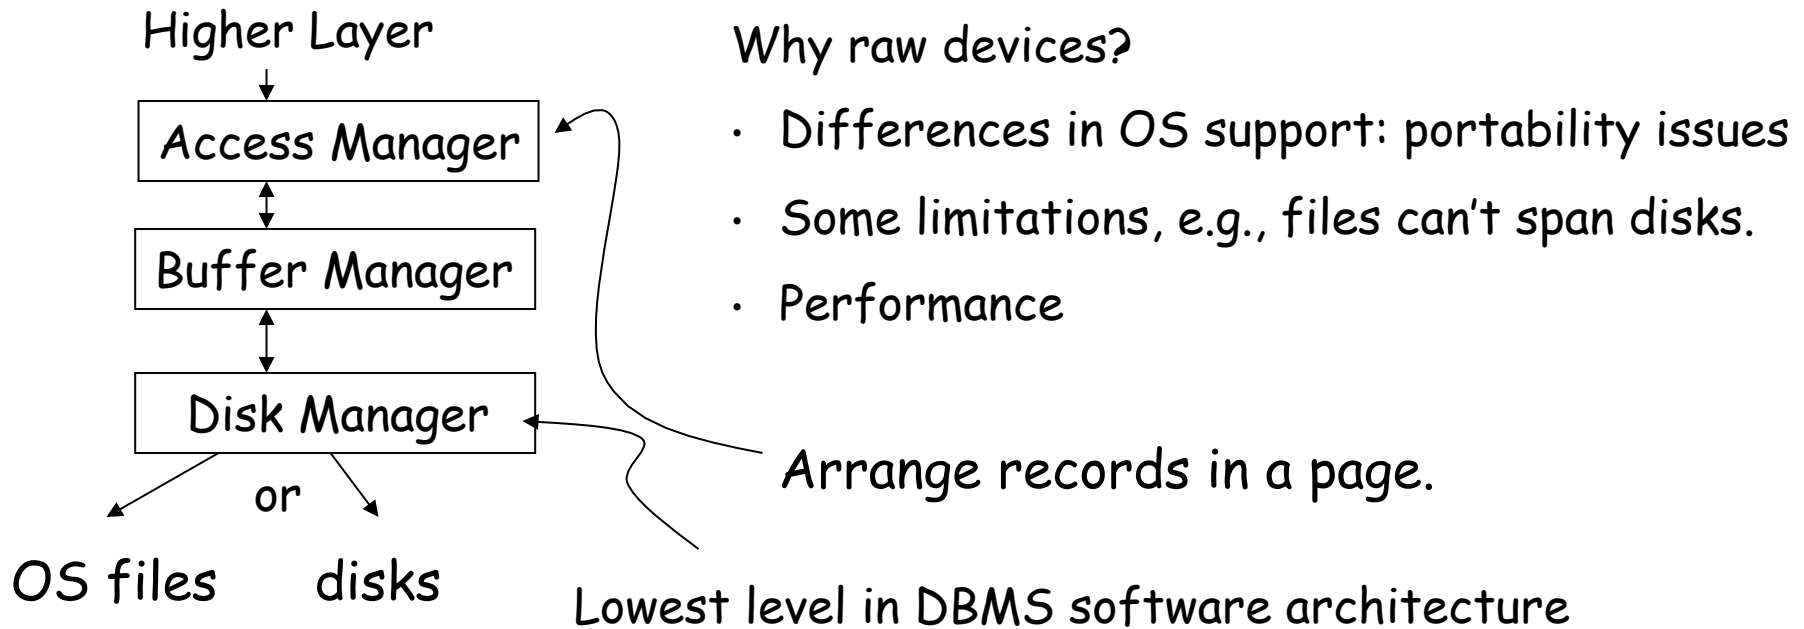 Higher Layer
Access Manager
Buffer Manager
Disk Manager
or
OS files
disks
Why raw devices?
• Differences in OS support: portability issues
• Some limitations, e.g., files can't span disks.
• Performance
Arrange records in a page.
Lowest level in DBMS software architecture